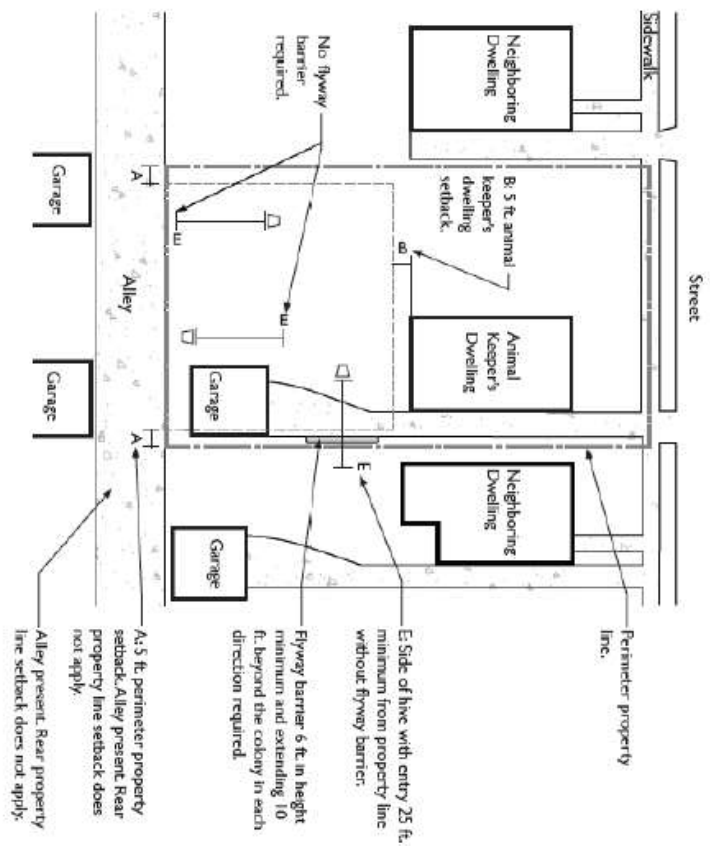 Street
Sidewalk
Neighboring
Dwelling
Animal
Keeper's
Dwelling
Neighboring
Dwelling
Perimeter property
line.
B: 5 ft. animal
keeper's
dwelling
setback.
B
No flyway
barrier
required.
E
E
E
E: Side of hive with entry 25 ft.
minimum from property line
without flyway barrier.
Garage
Garage
Flyway barrier 6 ft. in height
minimum and extending 10
ft. beyond the colony in each
direction required.
A
A
A: 5 ft. perimeter property
setback. Alley present. Rear
property line setback does
not apply.
Alley
Garage
Garage
Alley present. Rear property
line setback does not apply.